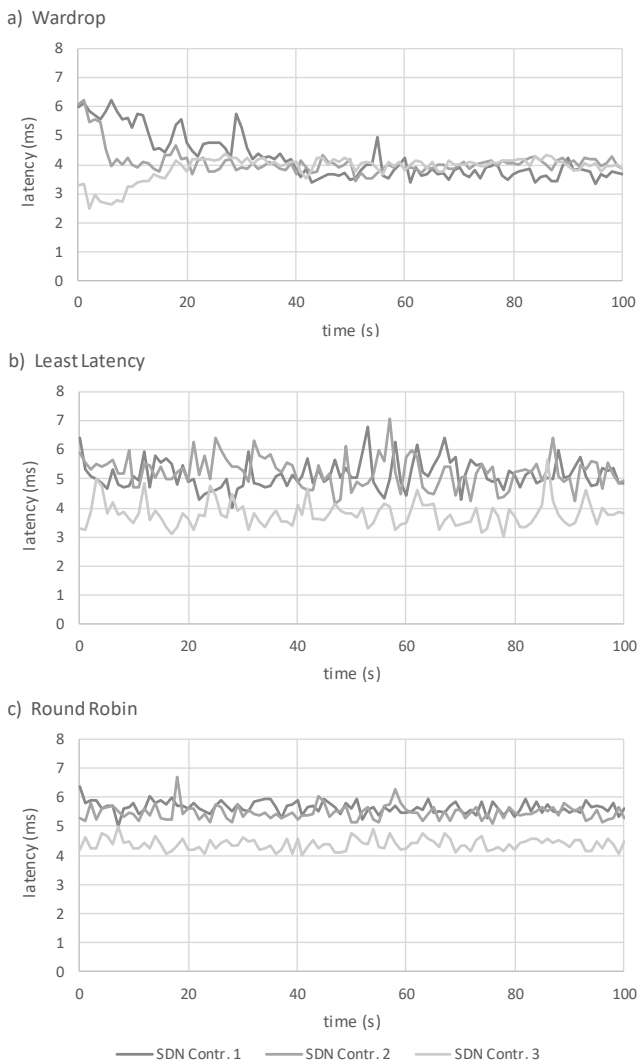 a) Wardrop
8
7
6
5
4
3
2
1
0
latency (ms)
0 20 40 60 80 100
time (s)
b) Least Latency
8
7
6
5
4
3
2
1
0
latency (ms)
0 20 40 60 80 100
time (s)
c) Round Robin
8
7
6
5
4
3
2
1
0
latency (ms)
0 20 40 60 80 100
time (s)
SDN Contr. 1 SDN Contr. 2 SDN Contr. 3